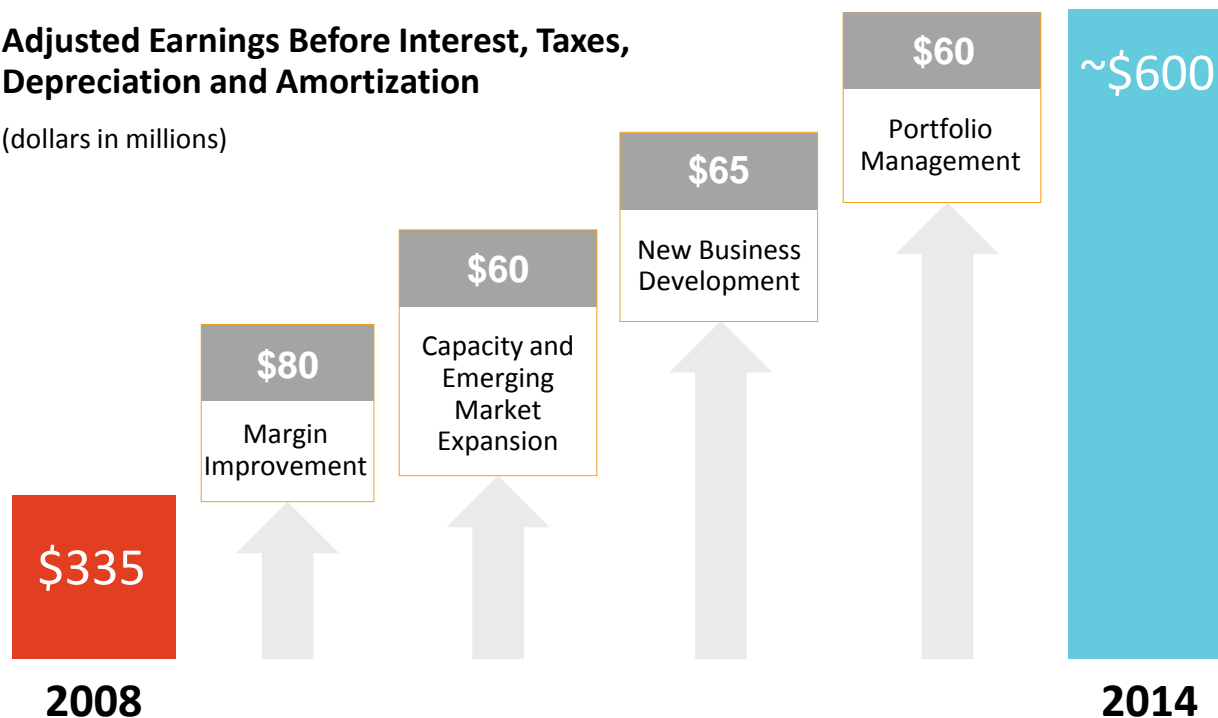 Adjusted Earnings Before Interest, Taxes,
Depreciation and Amortization
(dollars in millions)
$335
2008
$80
Margin
Improvement
$60
Capacity and
Emerging
Market
Expansion
$65
New Business
Development
$60
Portfolio
Management
~$600
2014